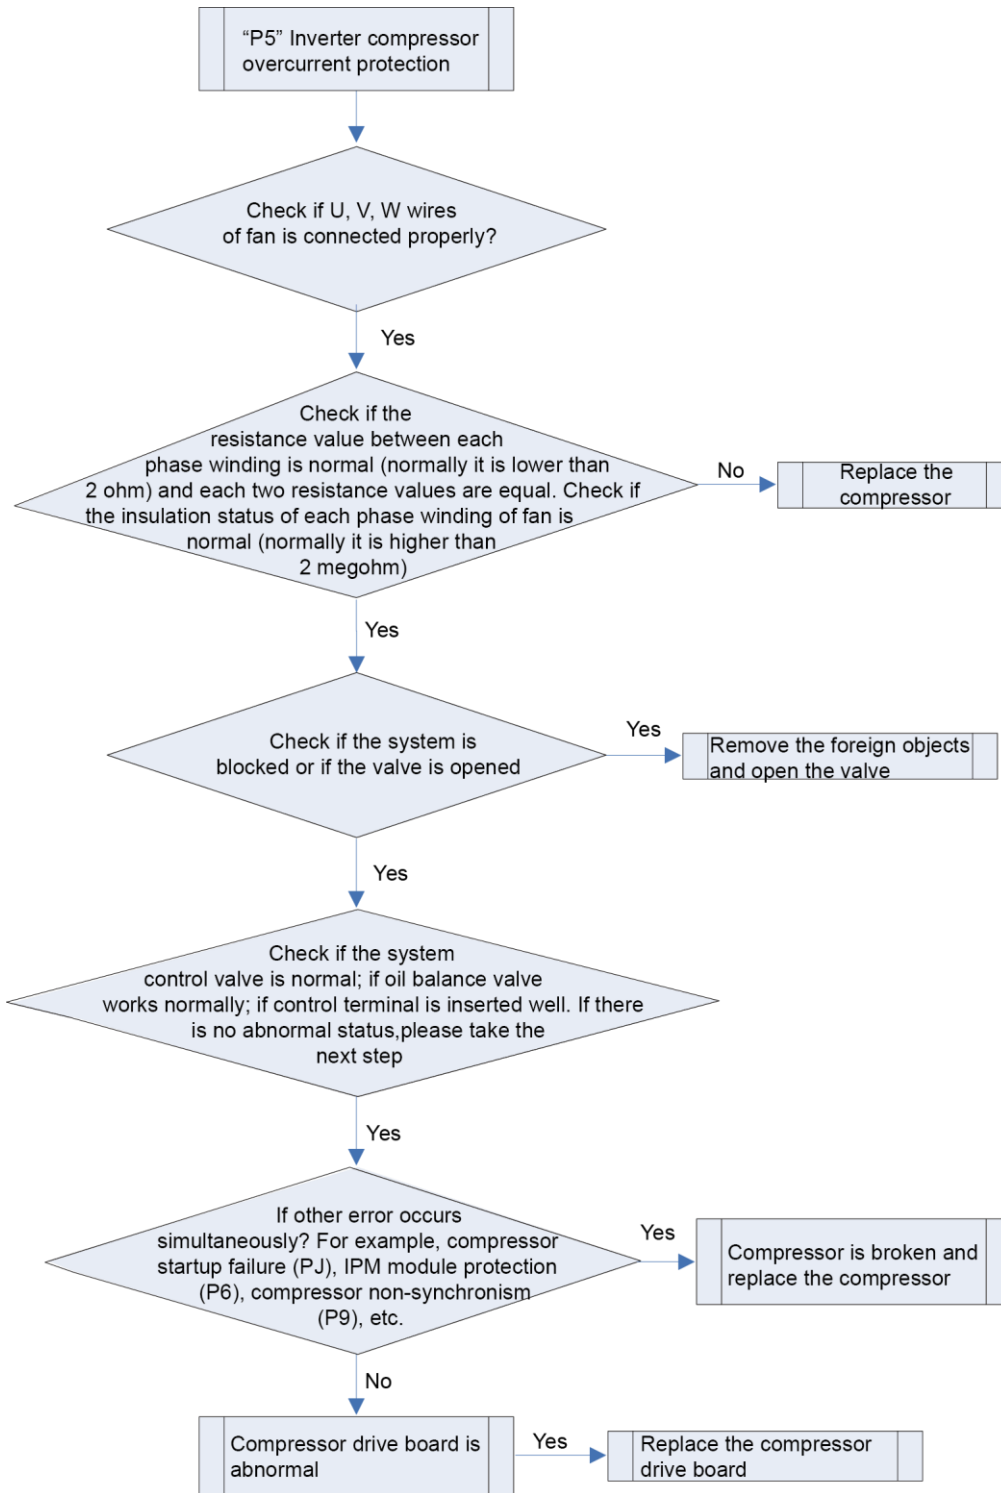 “P5” Inverter compressor
overcurrent protection
Check if U, V, W wires
of fan is connected properly?
Yes
Check if the
resistance value between each
phase winding is normal (normally it is lower than
2 ohm) and each two resistance values are equal. Check if
the insulation status of each phase winding of fan is
normal (normally it is higher than
2 megohm)
No
Replace the
compressor
Yes
Check if the system is
blocked or if the valve is opened
Yes
Remove the foreign objects
and open the valve
Yes
Check if the system
control valve is normal; if oil balance valve
works normally; if control terminal is inserted well. If there
is no abnormal status,please take the
next step
Yes
If other error occurs
simultaneously? For example, compressor
startup failure (PJ), IPM module protection
(P6), compressor non-synchronism
(P9), etc.
Yes
Compressor is broken and
replace the compressor
No
Compressor drive board is
abnormal
Yes
Replace the compressor
drive board